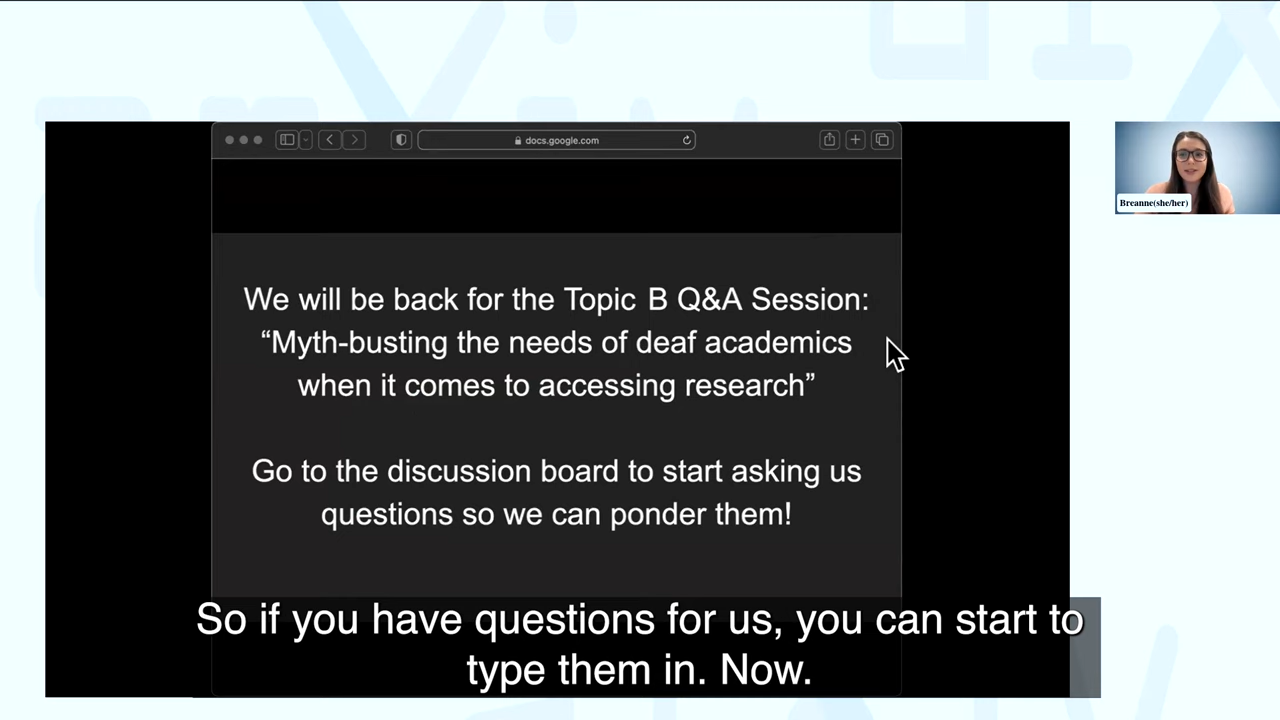 docs.google.com
Breanne(she/her)
We will be back for the Topic B Q&A Session:
“Myth-busting the needs of deaf academics
when it comes to accessing research”
Go to the discussion board to start asking us
questions so we can ponder them!
So if you have questions for us, you can start to
type them in. Now.